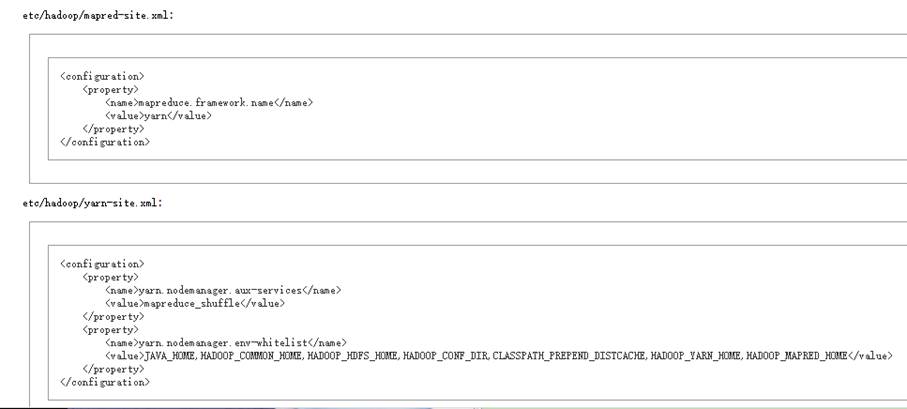 etc/hadoop/mapred-site.xml:
<configuration>
<property>
<name>mapreduce.framework.name</name>
<value>yarn</value>
</property>
</configuration>
etc/hadoop/yarn-site.xml:
<configuration>
<property>
<name>yarn.nodemanager.aux-services</name>
<value>mapreduce_shuffle</value>
</property>
<property>
<name>yarn.nodemanager.env-whitelist</name>
<value>JAVA_HOME,HADOOP_COMMON_HOME,HADOOP_HDFS_HOME,HADOOP_CONF_DIR,CLASSPATH_PREPEND_DISTCACHE,HADOOP_YARN_HOME,HADOOP_MAPRED_HOME</value>
</property>
</configuration>